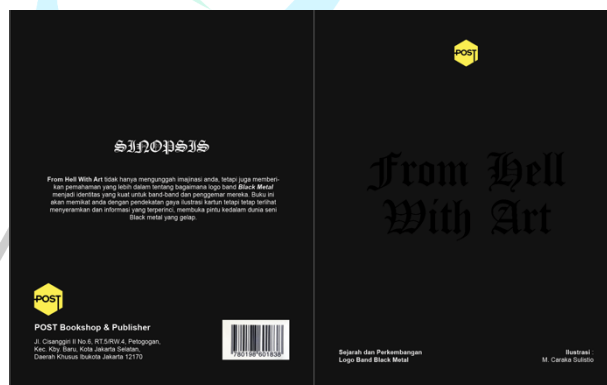 SINOPSIS
From Hell With Art tidak hanya mengunggah imajinasi anda, tetapi juga memberi-
kan pemahaman yang lebih dalam tentang bagaimana logo band Black Metal
menjadi identitas yang kuat untuk band-band dan penggemar mereka. Buku ini
akan memikat anda dengan pendekatan gaya ilustrasi kartun tetapi tetap terlihat
menyeramkan dan informasi yang terperinci, membuka pintu kedalam dunia seni
Black metal yang gelap.
POST
POST Bookshop & Publisher
Jl. Cisanggiri II No.6, RT.5/RW.4, Petogogan,
Kec. Kby. Baru, Kota Jakarta Selatan,
Daerah Khusus Ibukota Jakarta 12170
9780198601838
POST
From Hell
With Art
Sejarah dan Perkembangan
Logo Band Black Metal
Ilustrasi :
M. Caraka Sulistio